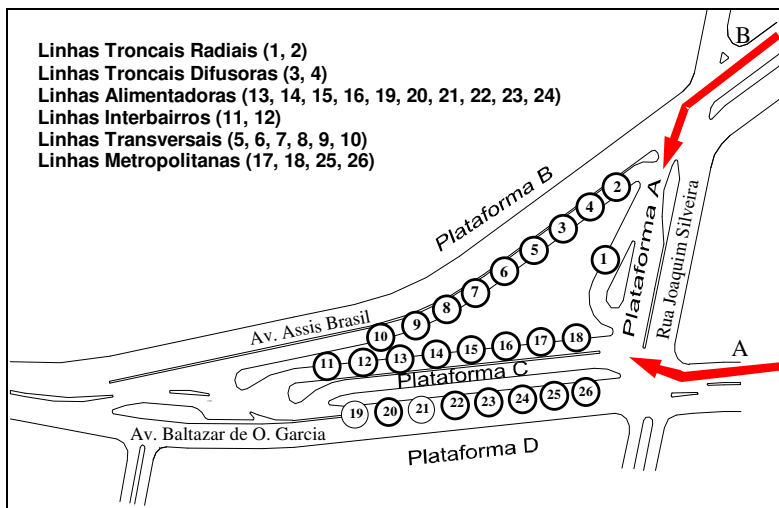 Linhas Troncais Radiais (1, 2)
Linhas Troncais Difusoras (3, 4)
Linhas Alimentadoras (13, 14, 15, 16, 19, 20, 21, 22, 23, 24)
Linhas Interbairros (11, 12)
Linhas Transversais (5, 6, 7, 8, 9, 10)
Linhas Metropolitanas (17, 18, 25, 26)
B
Plataforma B
Plataforma A
Rua Joaquim Silveira
2
4
3
5
6
7
8
9
10
1
Av. Assis Brasil
A
11
12
13
14
15
16
17
18
Plataforma C
19
20
21
22
23
24
25
26
Av. Baltazar de O. Garcia
Plataforma D